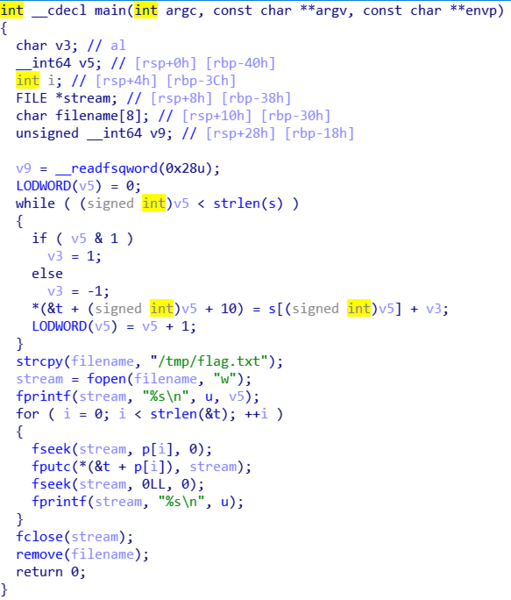 int __cdecl main(int argc, const char **argv, const char **envp)
{
  char v3; // al
  __int64 v5; // [rsp+0h] [rbp-40h]
  int i; // [rsp+4h] [rbp-3Ch]
  FILE *stream; // [rsp+8h] [rbp-38h]
  char filename[8]; // [rsp+10h] [rbp-30h]
  unsigned __int64 v9; // [rsp+28h] [rbp-18h]

  v9 = __readfsqword(0x28u);
  LODWORD(v5) = 0;
  while ( (signed int)v5 < strlen(s) )
  {
    if ( v5 & 1 )
      v3 = 1;
    else
      v3 = -1;
    *(&t + (signed int)v5 + 10) = s[(signed int)v5] + v3;
    LODWORD(v5) = v5 + 1;
  }
  strcpy(filename, "/tmp/flag.txt");
  stream = fopen(filename, "w");
  fprintf(stream, "%s\n", u, v5);
  for ( i = 0; i < strlen(&t); ++i )
  {
    fseek(stream, p[i], 0);
    fputc(*(&t + p[i]), stream);
    fseek(stream, 0LL, 0);
    fprintf(stream, "%s\n", u);
  }
  fclose(stream);
  remove(filename);
  return 0;
}